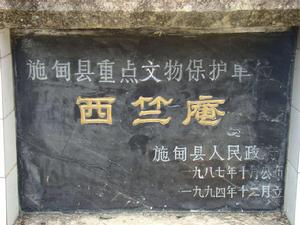 施甸县重点文物保护单位
西竺庵
施甸县人民政府
一九八七年十月公布
一九九四年十二月立